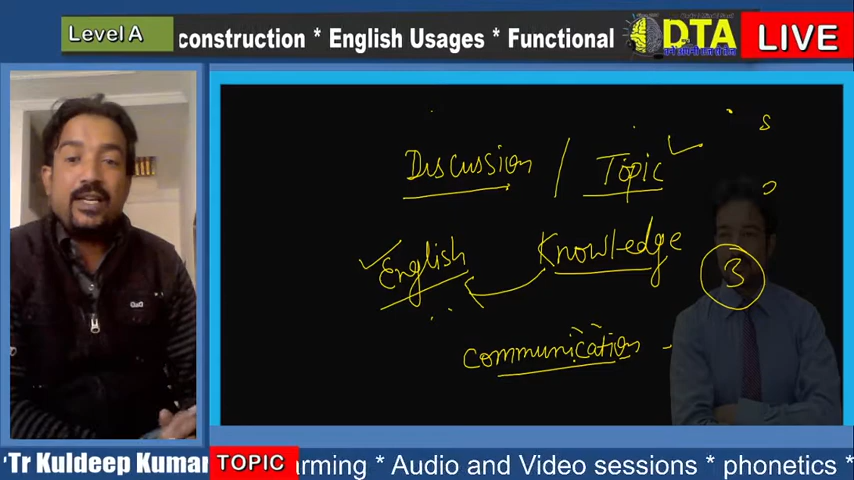 Level A
construction * English Usages * Functional
DTA
LIVE
Discussion / Topic
s
o
English
Knowledge
3
communication -
'Tr Kuldeep Kumar
TOPIC
arming * Audio and Video sessions * phonetics *